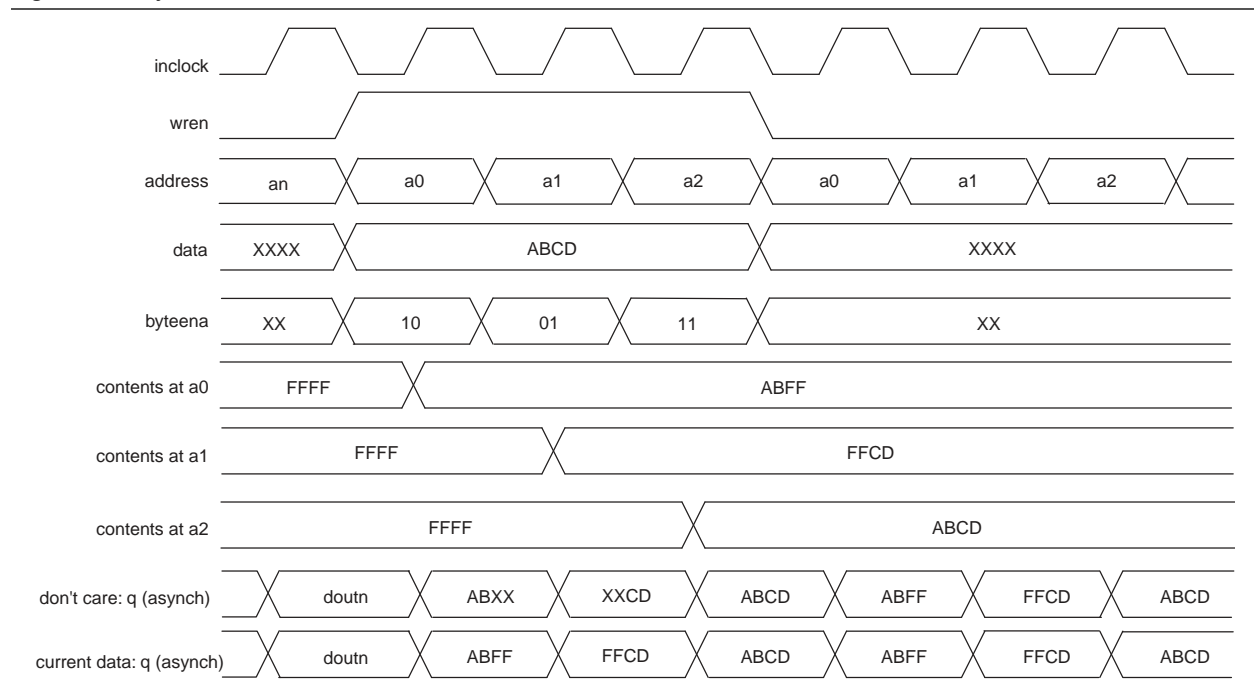 inclock
wren
address an a0 a1 a2 a0 a1 a2
data XXXX ABCD XXXX
byteena XX 10 01 11 XX
contents at a0 FFFF ABFF
contents at a1 FFFF FFCD
contents at a2 FFFF ABCD
don't care: q (asynch) doutn ABXX XXCD ABCD ABFF FFCD ABCD
current data: q (asynch) doutn ABFF FFCD ABCD ABFF FFCD ABCD